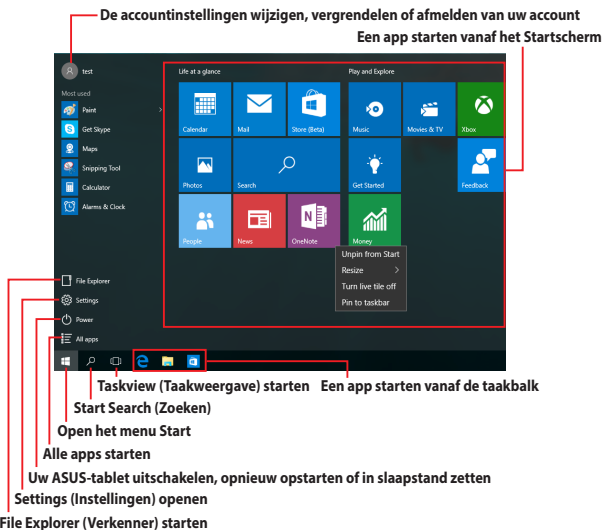 De accountinstellingen wijzigen, vergrendelen of afmelden van uw account
Een app starten vanaf het Startscherm
test
Life at a glance
Play and Explore
Most used
Paint
Get Skype
Maps
Snipping Tool
Calculator
Alarms & Clock
Calendar
Mail
Store (Beta)
Music
Movies & TV
Xbox
Photos
Search
Get Started
Feedback
People
News
OneNote
Money
Unpin from Start
Resize
Turn live tile off
Pin to taskbar
File Explorer
Settings
Power
All apps
Taskview (Taakweergave) starten
Een app starten vanaf de taakbalk
Start Search (Zoeken)
Open het menu Start
Alle apps starten
Uw ASUS-tablet uitschakelen, opnieuw opstarten of in slaapstand zetten
Settings (Instellingen) openen
File Explorer (Verkenner) starten